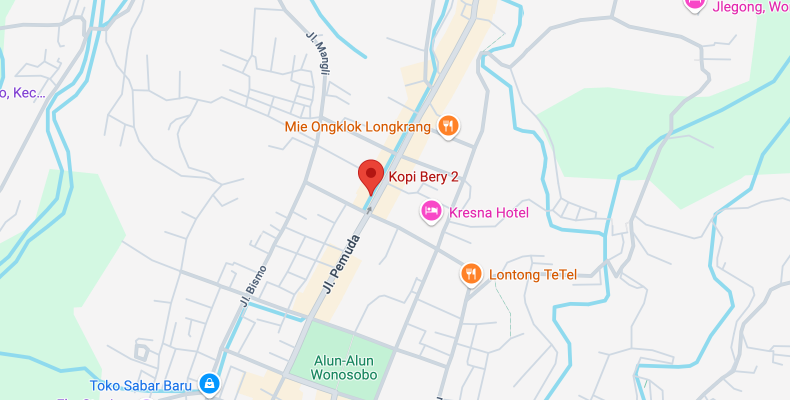 Jlegong, Wo
Jl. Mangli
o, Kec...
Mie Ongklok Longkrang
Kopi Bery 2
Kresna Hotel
Jl. Pemuda
Lontong TeTel
Jl. Bismo
Alun-Alun
Wonosobo
Toko Sabar Baru